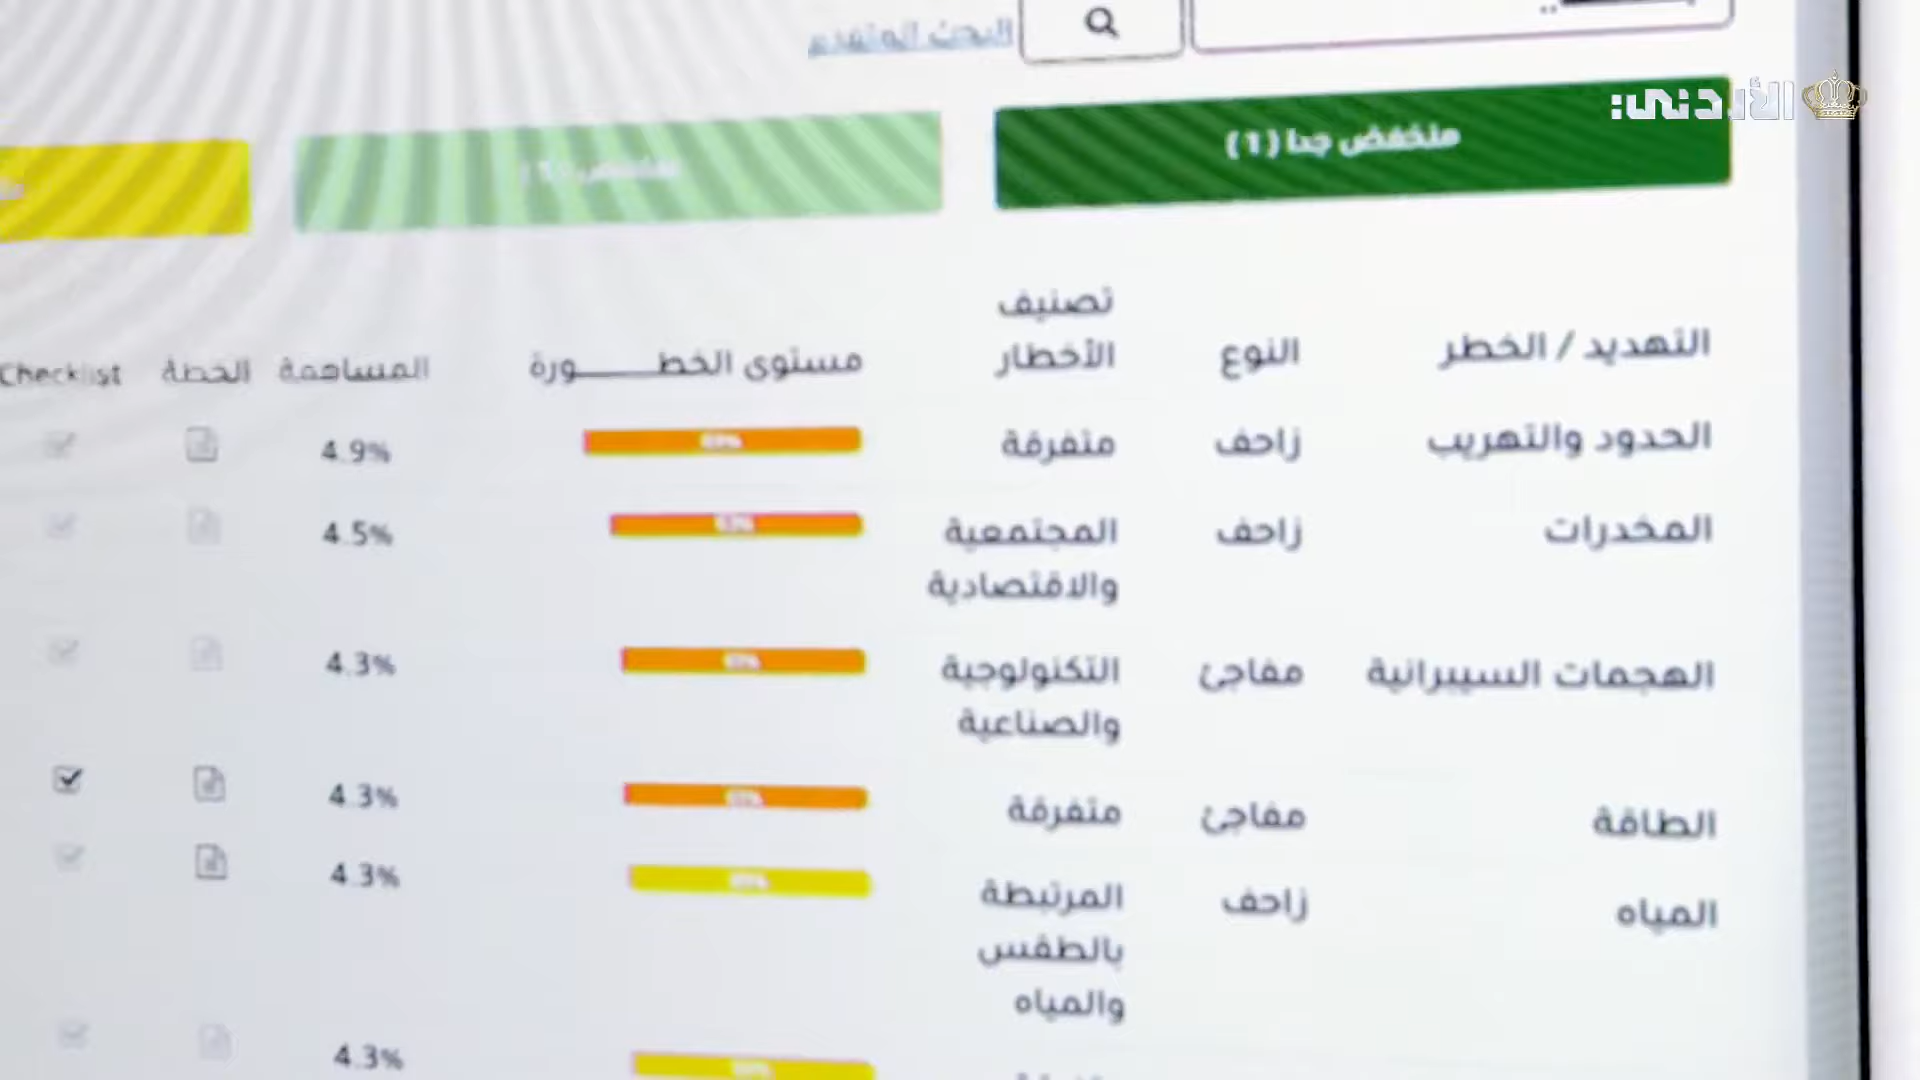 البحث المتقدم
الأردني:
منخفض جدا (1)
التهديد / الخطر
النوع
تصنيف
الأخطار
مستوى الخطـــــورة
المساهمة
الخطة
Checklist
الحدود والتهريب
زاحف
متفرقة
4.9%
المخدرات
زاحف
المجتمعية
والاقتصادية
4.5%
الهجمات السيبرانية
مفاجئ
التكنولوجية
والصناعية
4.3%
الطاقة
مفاجئ
متفرقة
4.3%
المياه
زاحف
المرتبطة
بالطقس
والمياه
4.3%
4.3%